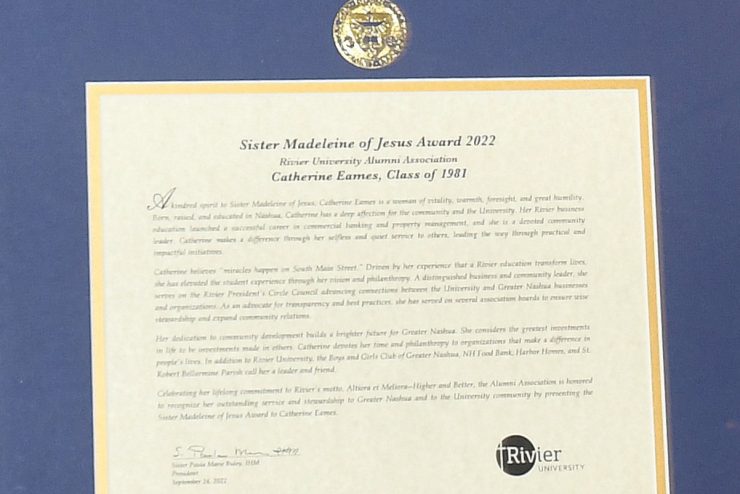 Sister Madeleine of Jesus Award 2022
Rivier University Alumni Association
Catherine Eames, Class of 1981
A kindred spirit to Sister Madeleine of Jesus, Catherine Eames is a woman of vitality, warmth, foresight, and great humility.
Born, raised, and educated in Nashua, Catherine has a deep affection for the community and the University. Her Rivier business
education launched a successful career in commercial banking and property management, and she is a devoted community
leader. Catherine makes a difference through her selfless and quiet service to others, leading the way through practical and
impactful initiatives.
Catherine believes "miracles happen on South Main Street." Driven by her experience that a Rivier education transform lives,
she has elevated the student experience through her vision and philanthropy. A distinguished business and community leader, she
serves on the Rivier President's Circle Council advancing connections between the University and Greater Nashua businesses
and organizations. As an advocate for transparency and best practices, she has served on several association boards to ensure wise
stewardship and expand community relations.
Her dedication to community development builds a brighter future for Greater Nashua. She considers the greatest investments
in life to be investments made in others. Catherine devotes her time and philanthropy to organizations that make a difference in
people's lives. In addition to Rivier University, the Boys and Girls Club of Greater Nashua, NH Food Bank, Harbor Homes, and St.
Robert Bellarmine Parish call her a leader and friend.
Celebrating her lifelong commitment to Rivier's motto, Altiora et Meliora—Higher and Better, the Alumni Association is honored
to recognize her outstanding service and stewardship to Greater Nashua and to the University community by presenting the
Sister Madeleine of Jesus Award to Catherine Eames.
Sister Paula Marie Buley, IHM
President
September 24, 2022
Rivier
UNIVERSITY